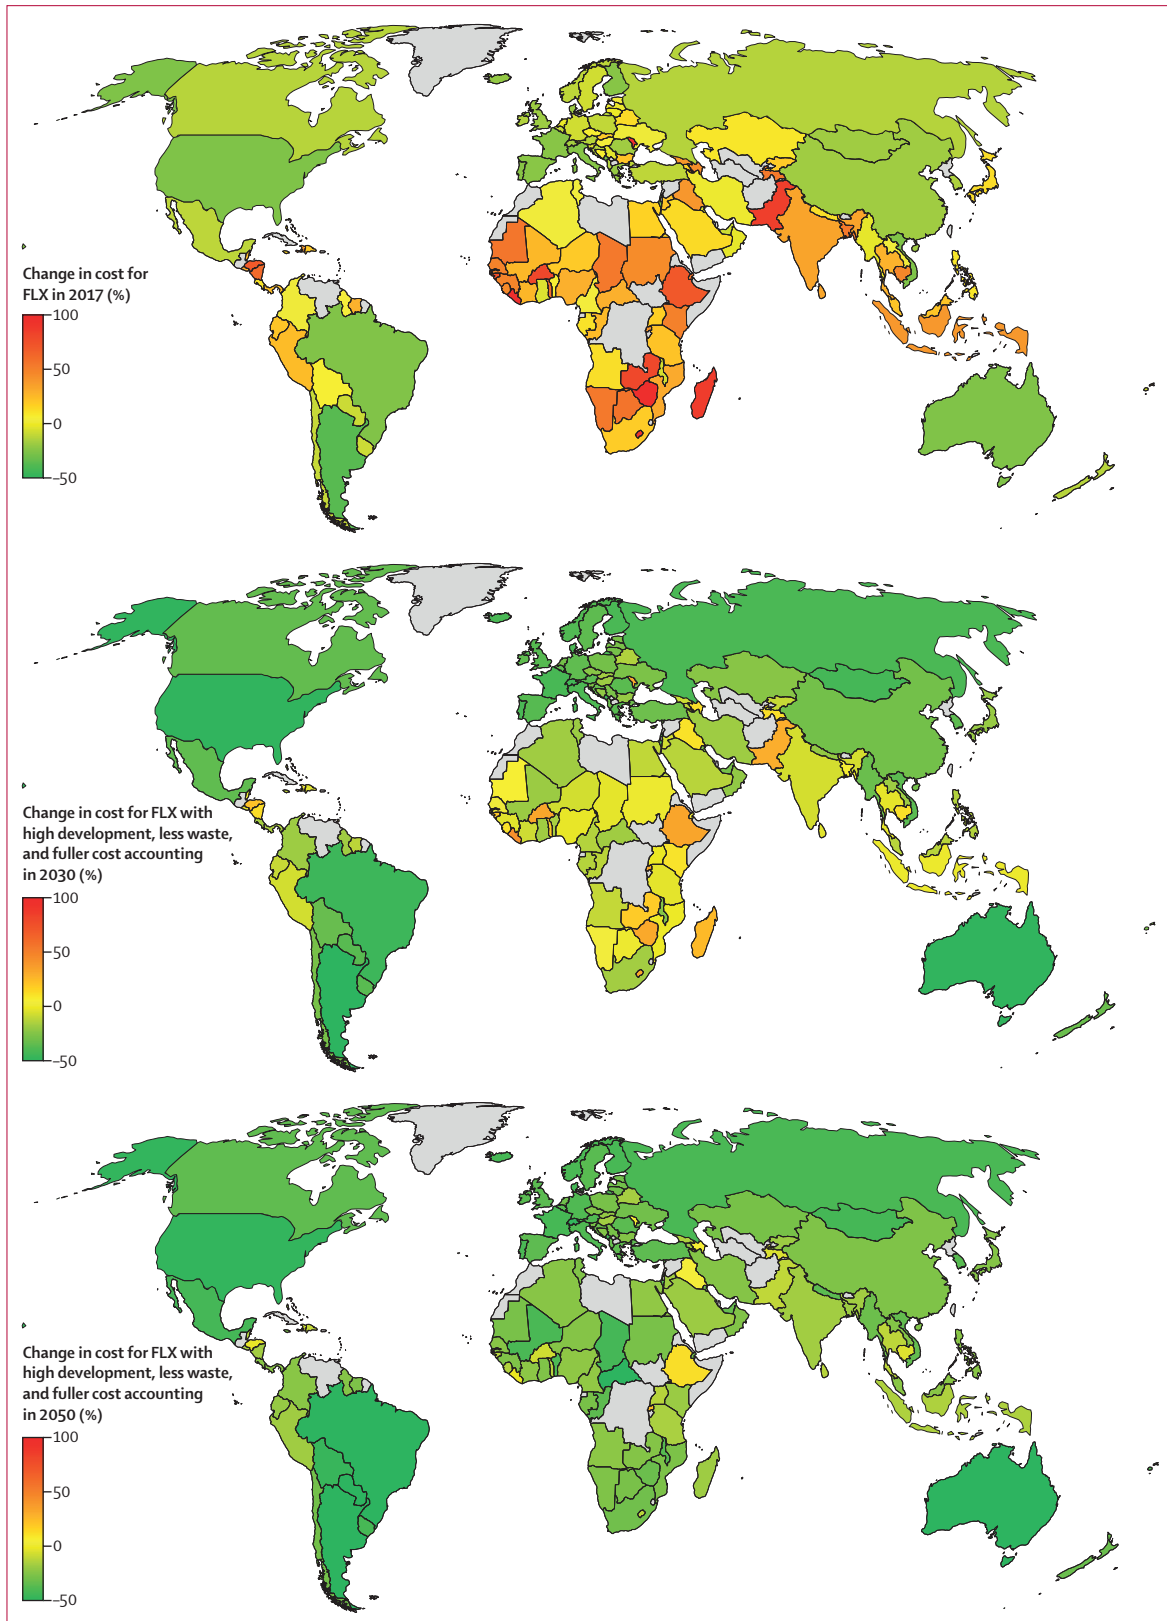 Change in cost for
FLX in 2017 (%)
100
50
0
–50
Change in cost for FLX with
high development, less waste,
and fuller cost accounting
in 2030 (%)
100
50
0
–50
Change in cost for FLX with
high development, less waste,
and fuller cost accounting
in 2050 (%)
100
50
0
–50